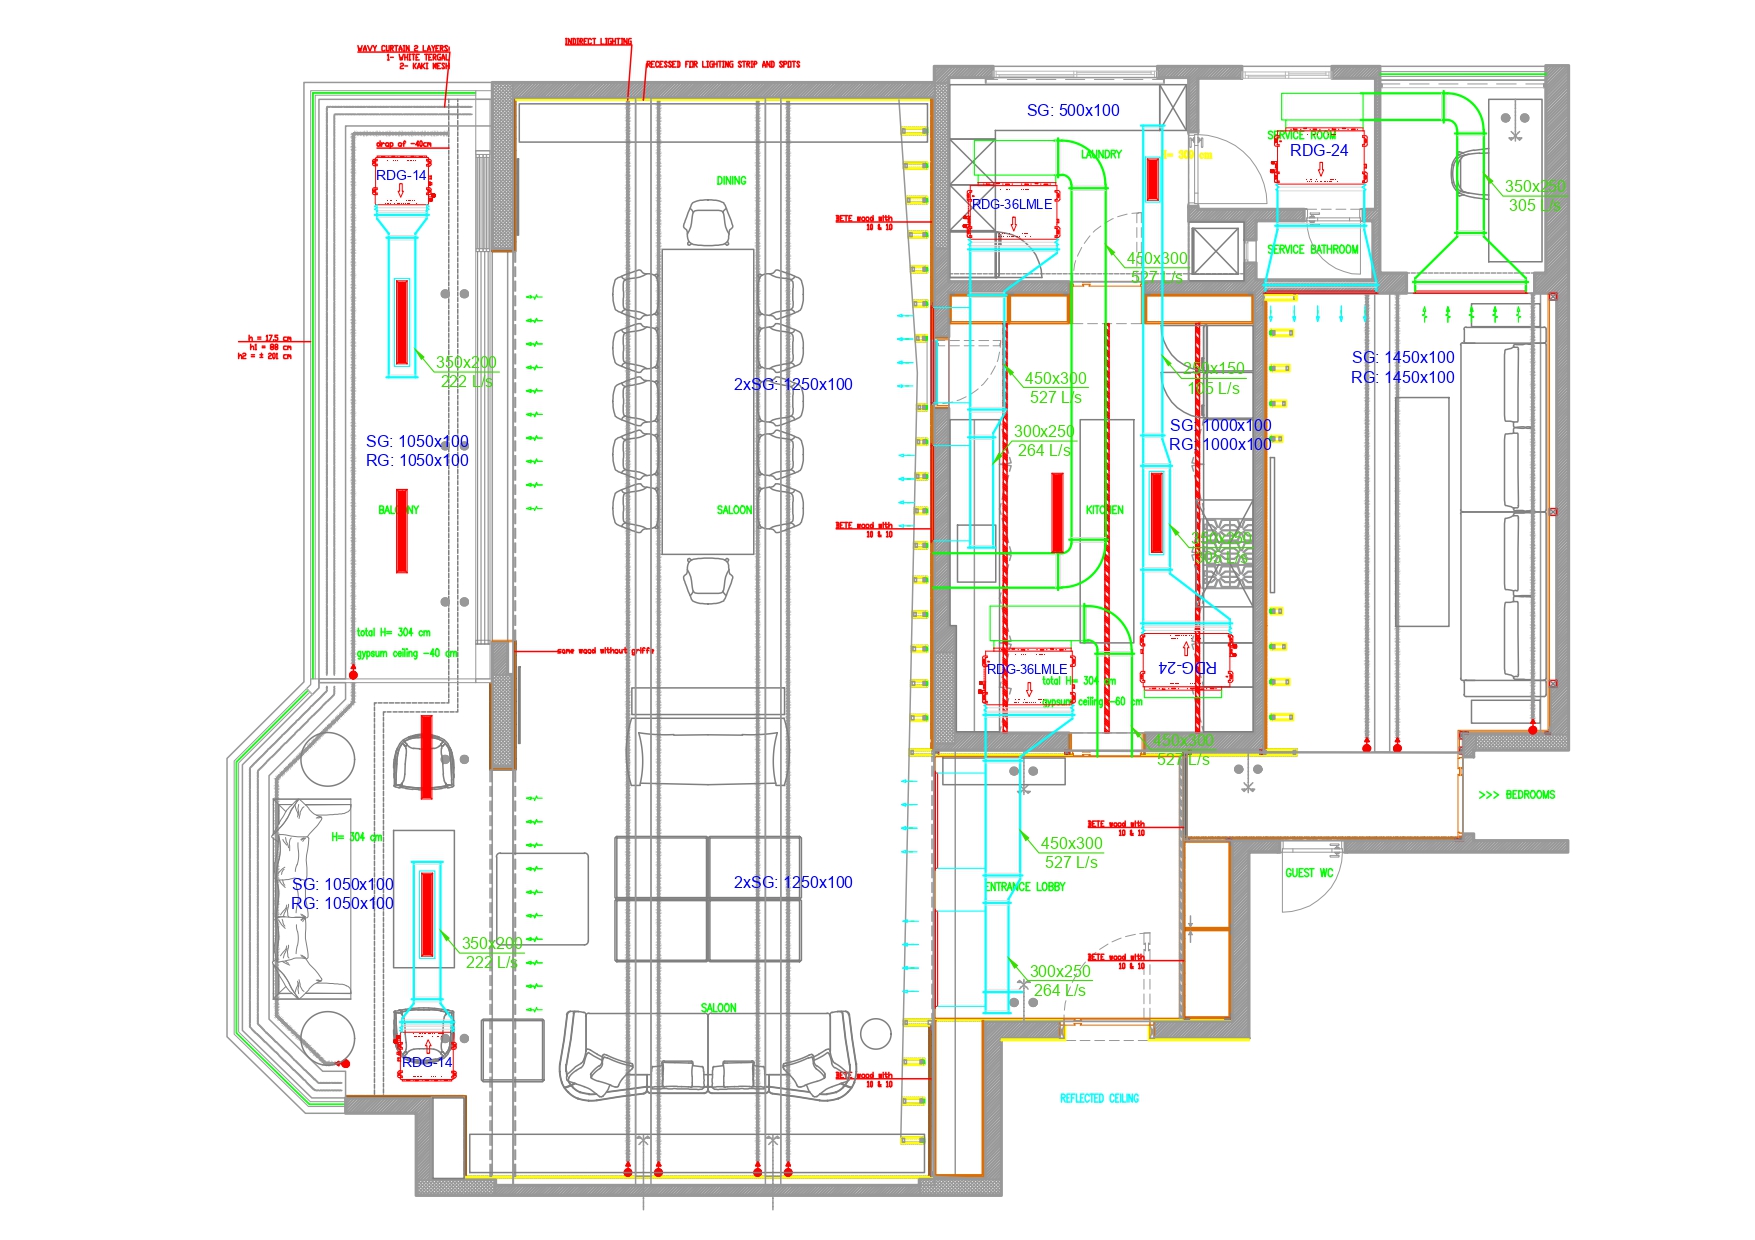 WAVY CURTAIN 2 LAYERS:
1- WHITE TERGAL
2- KAKI MESH
INDIRECT LIGHTING
RECESSED FOR LIGHTING STRIP AND SPOTS
drop of -40cm
RDG-14
h = 17.5 cm
h1 = 88 cm
h2 = ± 201 cm
350x200
222 L/s
SG: 1050x100
RG: 1050x100
BALCONY
total H= 304 cm
gypsum ceiling -40 cm
DINING
2xSG: 1250x100
SALOON
same wood without griffe
H= 304 cm
SG: 1050x100
RG: 1050x100
350x200
222 L/s
RDG-14
2xSG: 1250x100
SALOON
SG: 500x100
LAUNDRY
RDG-36LMLE
BETE wood with
10 & 10
450x300
527 L/s
SERVICE ROOM
RDG-24
350x250
305 L/s
SERVICE BATHROOM
450x300
527 L/s
300x250
264 L/s
SG: 1000x100
RG: 1000x100
SG: 1450x100
RG: 1450x100
BETE wood with
10 & 10
KITCHEN
RDG-36LMLE
RDG-24
total H= 304 cm
gypsum ceiling -60 cm
450x300
527 L/s
>>> BEDROOMS
BETE wood with
10 & 10
450x300
527 L/s
ENTRANCE LOBBY
GUEST WC
BETE wood with
10 & 10
300x250
264 L/s
BETE wood with
10 & 10
REFLECTED CEILING